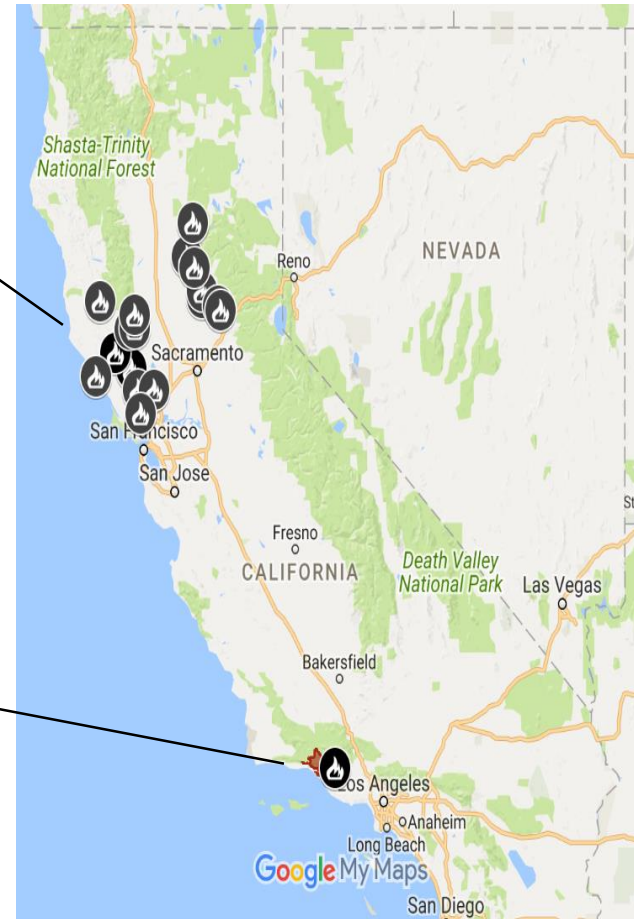 Shasta-Trinity
National Forest
Reno
NEVADA
Sacramento
San Francisco
San Jose
Fresno
CALIFORNIA
Death Valley
National Park
Las Vegas
Bakersfield
Los Angeles
Anaheim
Long Beach
Google My Maps
San Diego